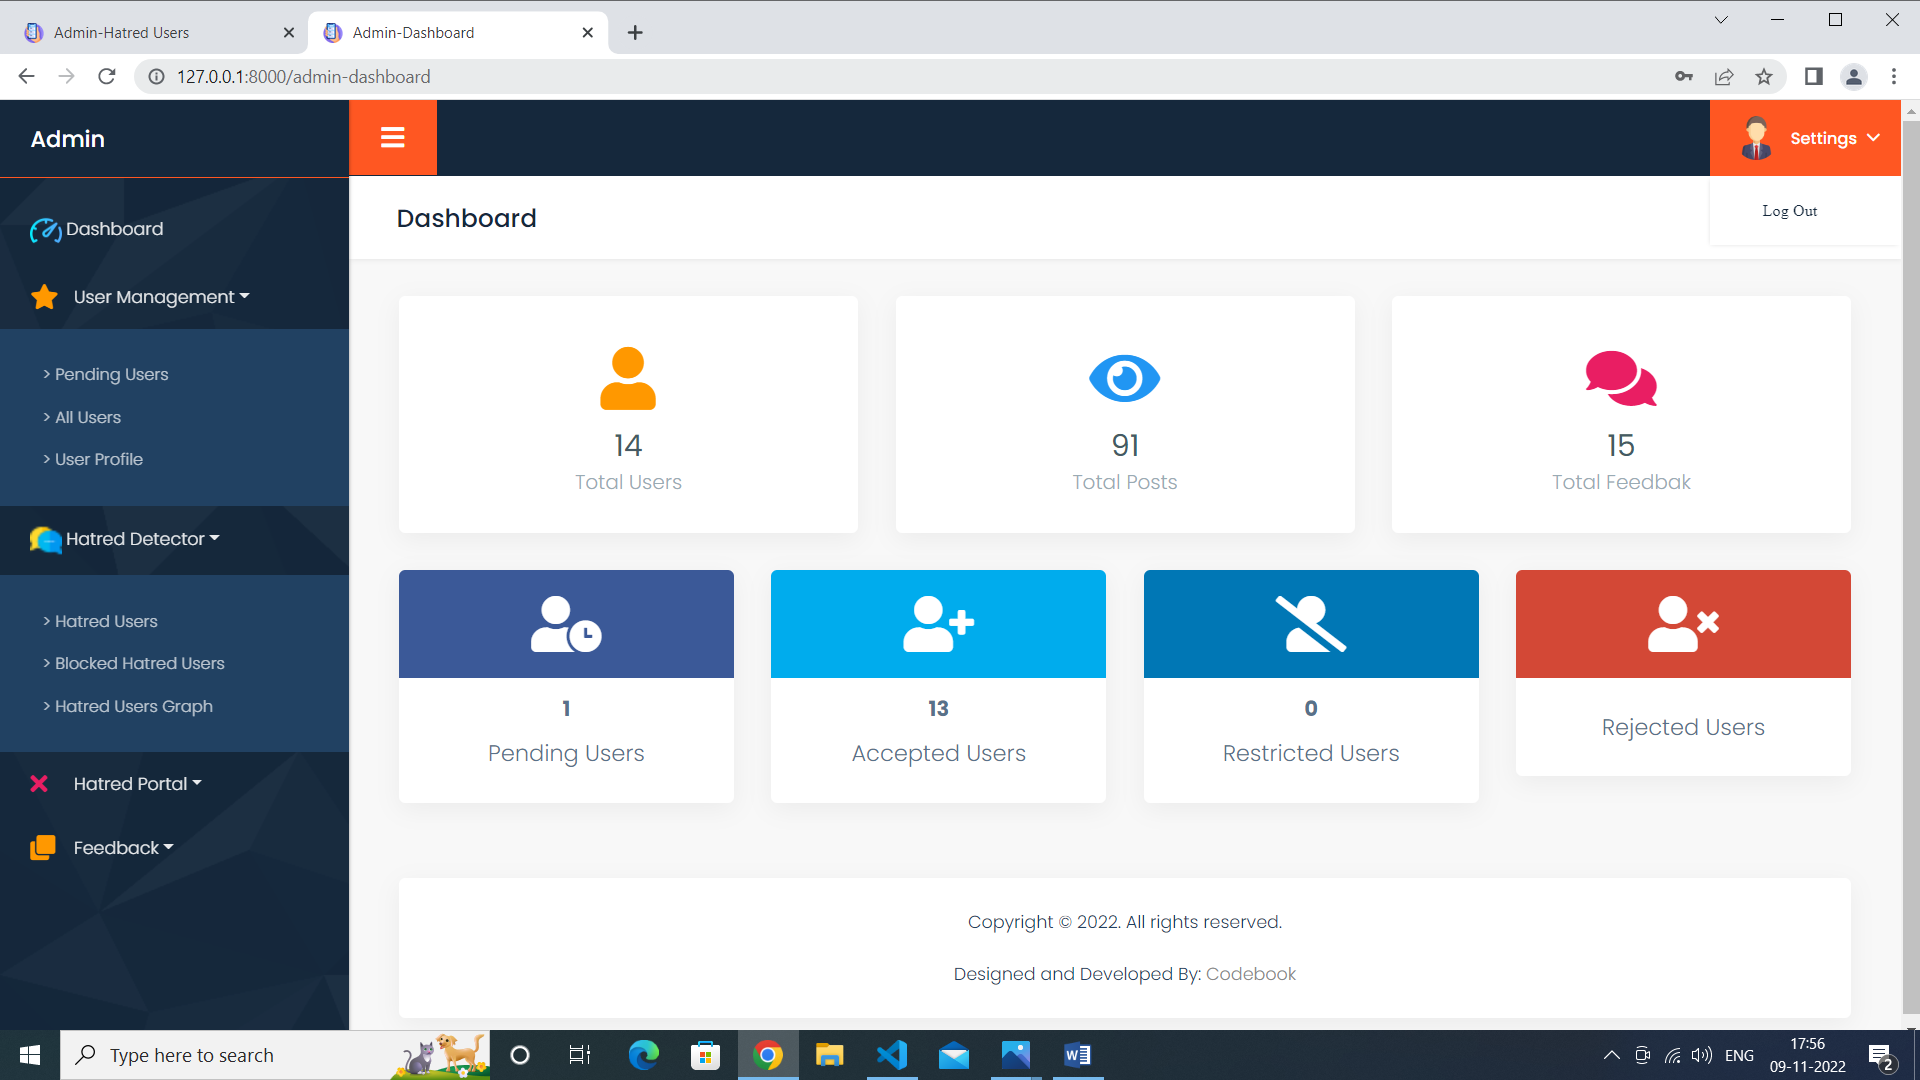 Admin-Hatred Users
Admin-Dashboard
127.0.0.1:8000/admin-dashboard
Admin
Settings
Log Out
Dashboard
Dashboard
User Management
> Pending Users
> All Users
> User Profile
Hatred Detector
> Hatred Users
> Blocked Hatred Users
> Hatred Users Graph
Hatred Portal
Feedback
14
Total Users
91
Total Posts
15
Total Feedbak
1
Pending Users
13
Accepted Users
0
Restricted Users
Rejected Users
Copyright © 2022. All rights reserved.
Designed and Developed By: Codebook
Type here to search
W
ENG
17:56
09-11-2022
2